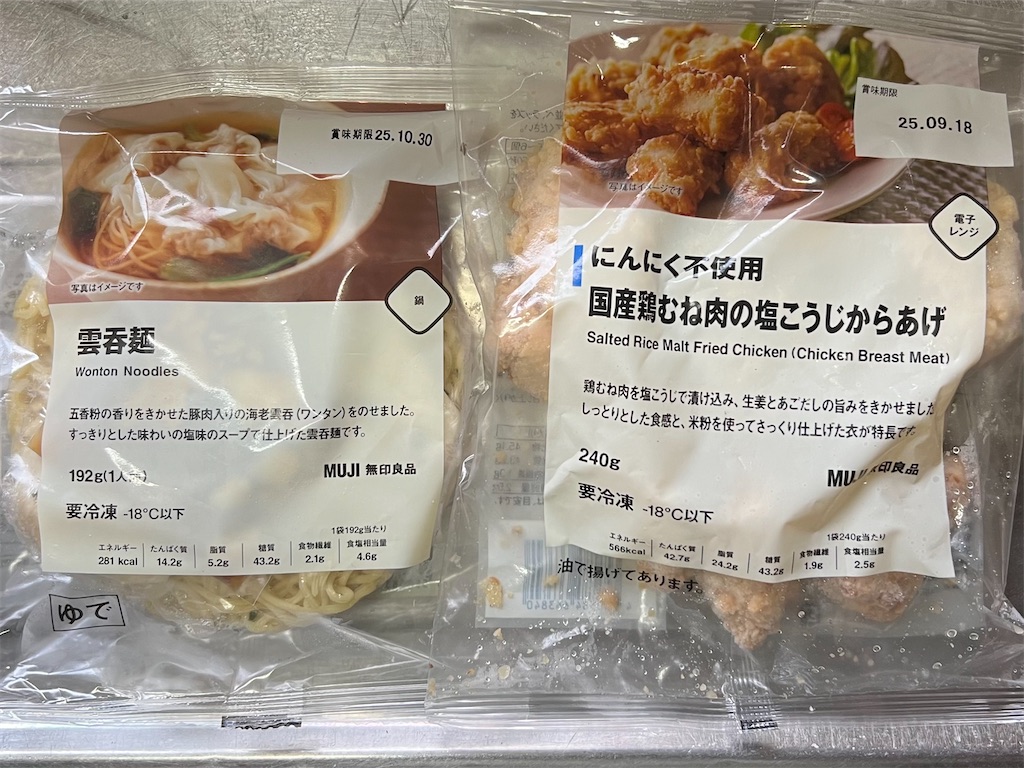 賞味期限 25.10.30
写真はイメージです
鍋
雲呑麺
Wonton Noodles
五香粉の香りをきかせた豚肉入りの海老雲呑(ワンタン)をのせました。
すっきりとした味わいの塩味のスープで仕上げた雲呑麺です。
192g(1人前)
MUJI 無印良品
要冷凍 -18°C以下
1袋192g当たり
エネルギー たんぱく質 脂質 糖質 食物繊維 食塩相当量
281 kcal 14.2g 5.2g 43.2g 2.1g 4.6g
ゆで
賞味期限
25.09.18
写真はイメージです
電子
レンジ
にんにく不使用
国産鶏むね肉の塩こうじからあげ
Salted Rice Malt Fried Chicken (Chicken Breast Meat)
鶏むね肉を塩こうじで漬け込み、生姜とあごだしの旨みをきかせました
しっとりとした食感と、米粉を使ってさっくり仕上げた衣が特長です
240g
MUJI 無印良品
要冷凍 -18°C以下
1袋240g当たり
エネルギー たんぱく質 脂質 糖質 食物繊維 食塩相当量
566kcal 42.7g 24.2g 43.2g 1.9g 2.5g
油で揚げてあります。